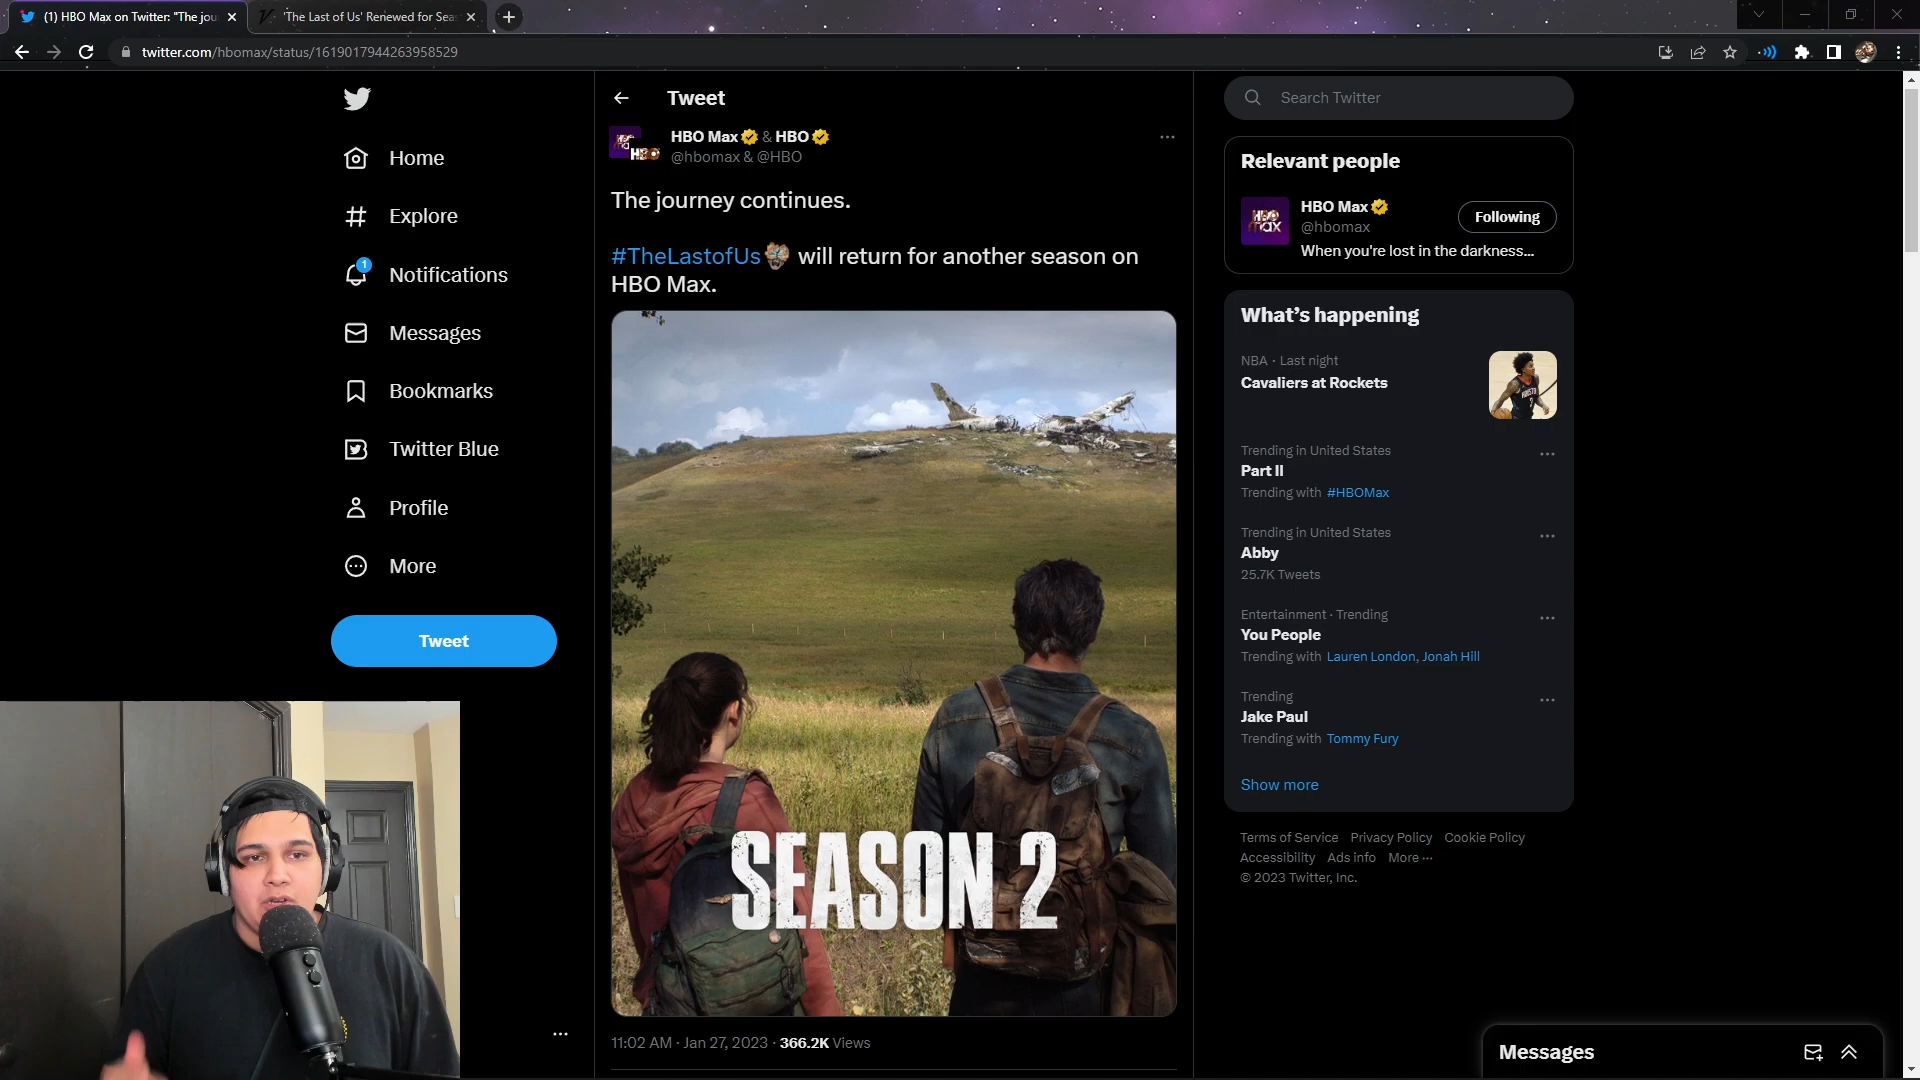 (1) HBO Max on Twitter: "The jou
'The Last of Us' Renewed for Sea
twitter.com/hbomax/status/1619017944263958529
Home
Explore
1
Notifications
Messages
Bookmarks
Twitter Blue
Profile
More
Tweet
Tweet
HBO Max & HBO
@hbomax & @HBO
The journey continues.
#TheLastofUs will return for another season on
HBO Max.
SEASON 2
11:02 AM · Jan 27, 2023 · 366.2K Views
Search Twitter
Relevant people
HBO max
HBO Max
@hbomax
Following
When you're lost in the darkness...
What's happening
NBA · Last night
Cavaliers at Rockets
Trending in United States
Part II
Trending with #HBOMax
Trending in United States
Abby
25.7K Tweets
Entertainment · Trending
You People
Trending with Lauren London, Jonah Hill
Trending
Jake Paul
Trending with Tommy Fury
Show more
Terms of Service Privacy Policy Cookie Policy
Accessibility Ads info More ···
© 2023 Twitter, Inc.
Messages